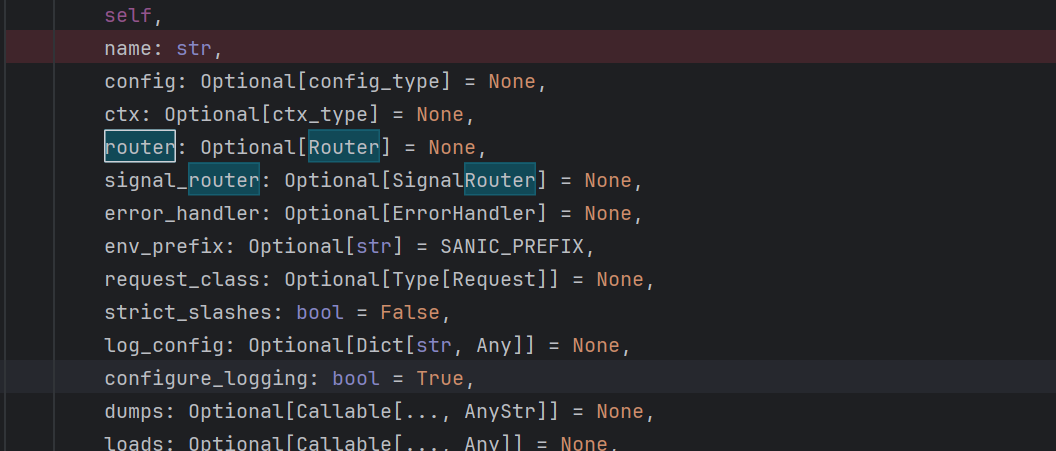 self,
name: str,
config: Optional[config_type] = None,
ctx: Optional[ctx_type] = None,
router: Optional[Router] = None,
signal_router: Optional[SignalRouter] = None,
error_handler: Optional[ErrorHandler] = None,
env_prefix: Optional[str] = SANIC_PREFIX,
request_class: Optional[Type[Request]] = None,
strict_slashes: bool = False,
log_config: Optional[Dict[str, Any]] = None,
configure_logging: bool = True,
dumps: Optional[Callable[..., AnyStr]] = None,
loads: Optional[Callable[..., Any]] = None,